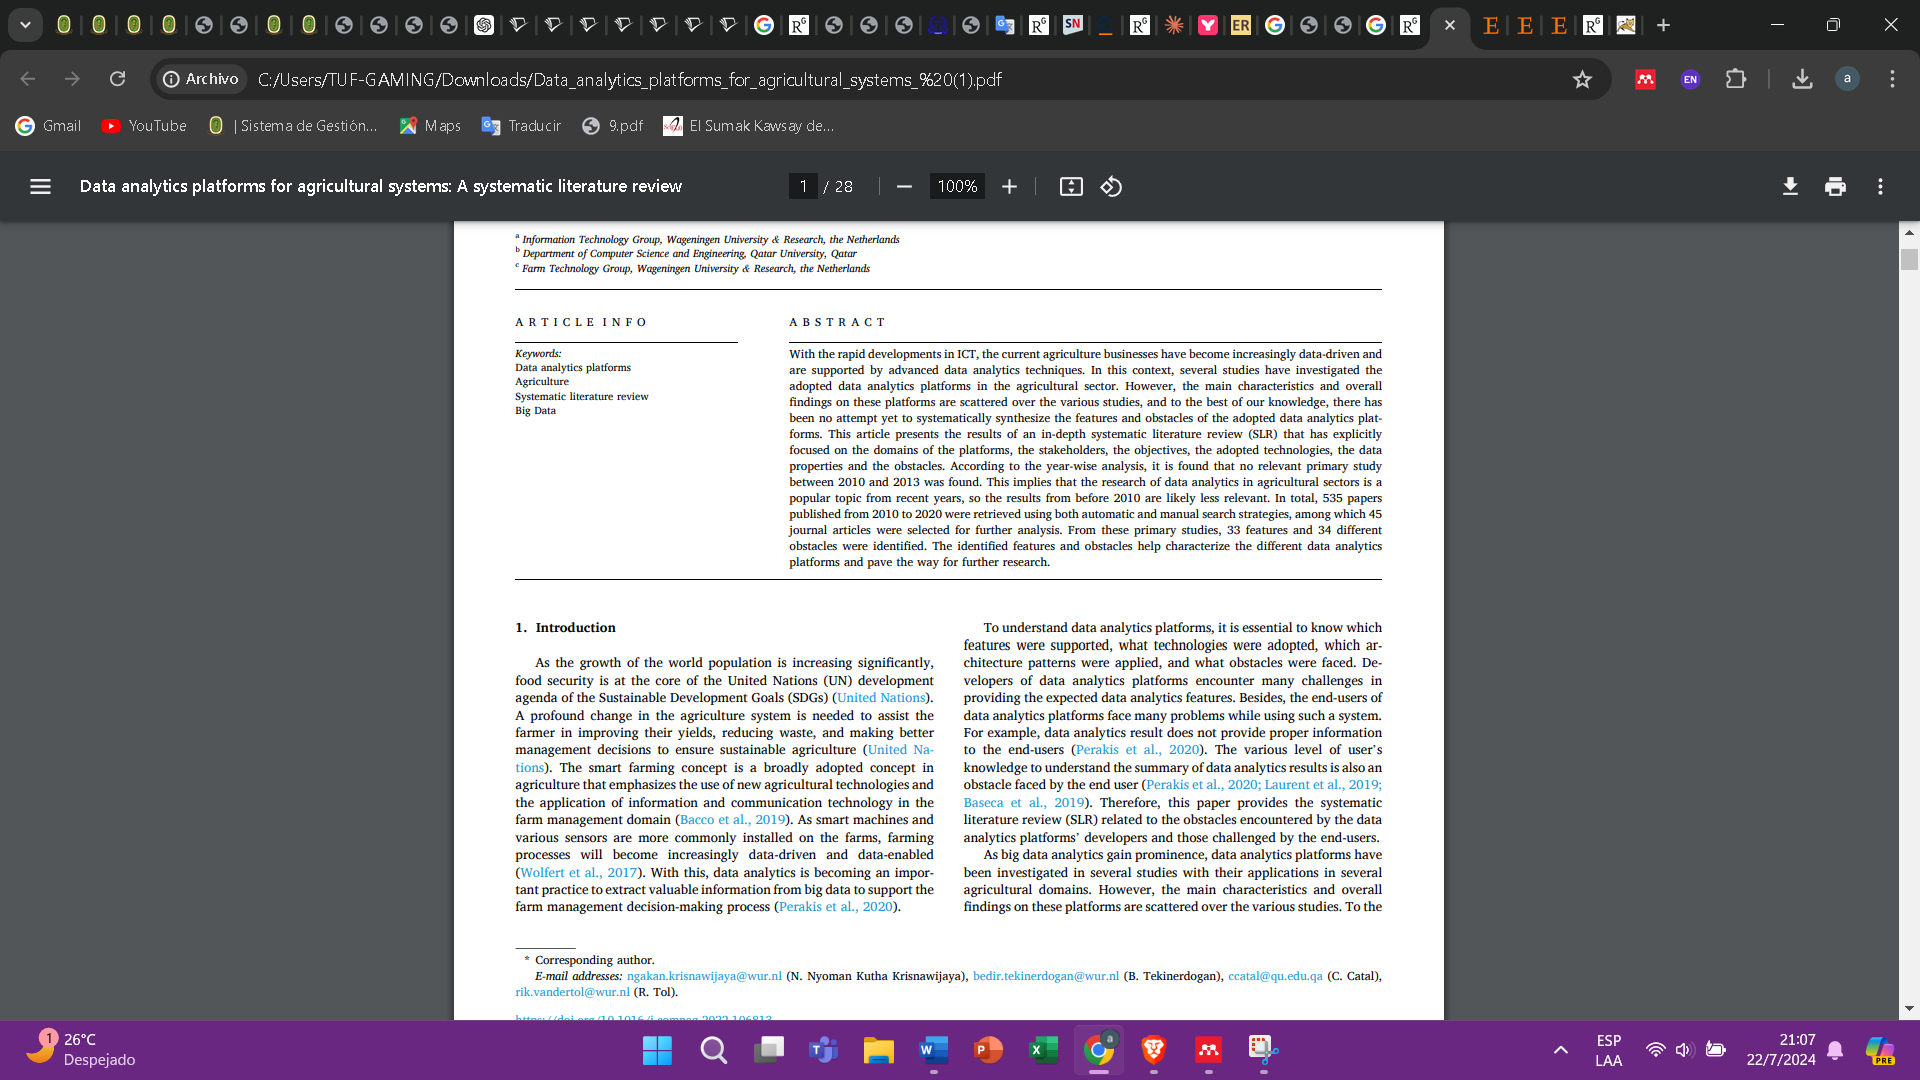 Archivo
C:/Users/TUF-GAMING/Downloads/Data_analytics_platforms_for_agricultural_systems_%20(1).pdf
EN
a
Gmail
YouTube
| Sistema de Gestión...
Maps
Traducir
9.pdf
El Sumak Kawsay de...
Data analytics platforms for agricultural systems: A systematic literature review
1 / 28
100%
a Information Technology Group, Wageningen University & Research, the Netherlands
b Department of Computer Science and Engineering, Qatar University, Qatar
c Farm Technology Group, Wageningen University & Research, the Netherlands
ARTICLE INFO
Keywords:
Data analytics platforms
Agriculture
Systematic literature review
Big Data
ABSTRACT
With the rapid developments in ICT, the current agriculture businesses have become increasingly data-driven and
are supported by advanced data analytics techniques. In this context, several studies have investigated the
adopted data analytics platforms in the agricultural sector. However, the main characteristics and overall
findings on these platforms are scattered over the various studies, and to the best of our knowledge, there has
been no attempt yet to systematically synthesize the features and obstacles of the adopted data analytics plat-
forms. This article presents the results of an in-depth systematic literature review (SLR) that has explicitly
focused on the domains of the platforms, the stakeholders, the objectives, the adopted technologies, the data
properties and the obstacles. According to the year-wise analysis, it is found that no relevant primary study
between 2010 and 2013 was found. This implies that the research of data analytics in agricultural sectors is a
popular topic from recent years, so the results from before 2010 are likely less relevant. In total, 535 papers
published from 2010 to 2020 were retrieved using both automatic and manual search strategies, among which 45
journal articles were selected for further analysis. From these primary studies, 33 features and 34 different
obstacles were identified. The identified features and obstacles help characterize the different data analytics
platforms and pave the way for further research.
1. Introduction
As the growth of the world population is increasing significantly,
food security is at the core of the United Nations (UN) development
agenda of the Sustainable Development Goals (SDGs) (United Nations).
A profound change in the agriculture system is needed to assist the
farmer in improving their yields, reducing waste, and making better
management decisions to ensure sustainable agriculture (United Na-
tions). The smart farming concept is a broadly adopted concept in
agriculture that emphasizes the use of new agricultural technologies and
the application of information and communication technology in the
farm management domain (Bacco et al., 2019). As smart machines and
various sensors are more commonly installed on the farms, farming
processes will become increasingly data-driven and data-enabled
(Wolfert et al., 2017). With this, data analytics is becoming an impor-
tant practice to extract valuable information from big data to support the
farm management decision-making process (Perakis et al., 2020).
To understand data analytics platforms, it is essential to know which
features were supported, what technologies were adopted, which ar-
chitecture patterns were applied, and what obstacles were faced. De-
velopers of data analytics platforms encounter many challenges in
providing the expected data analytics features. Besides, the end-users of
data analytics platforms face many problems while using such a system.
For example, data analytics result does not provide proper information
to the end-users (Perakis et al., 2020). The various level of user's
knowledge to understand the summary of data analytics results is also an
obstacle faced by the end user (Perakis et al., 2020; Laurent et al., 2019;
Baseca et al., 2019). Therefore, this paper provides the systematic
literature review (SLR) related to the obstacles encountered by the data
analytics platforms' developers and those challenged by the end-users.
As big data analytics gain prominence, data analytics platforms have
been investigated in several studies with their applications in several
agricultural domains. However, the main characteristics and overall
findings on these platforms are scattered over the various studies. To the
* Corresponding author.
E-mail addresses: ngakan.krisnawijaya@wur.nl (N. Nyoman Kutha Krisnawijaya), bedir.tekinerdogan@wur.nl (B. Tekinerdogan), ccatal@qu.edu.qa (C. Catal),
rik.vandertol@wur.nl (R. Tol).
https://doi.org/10.1016/j.compag.2022.106813
1
26°C
Despejado
ESP
LAA
21:07
22/7/2024
PRE